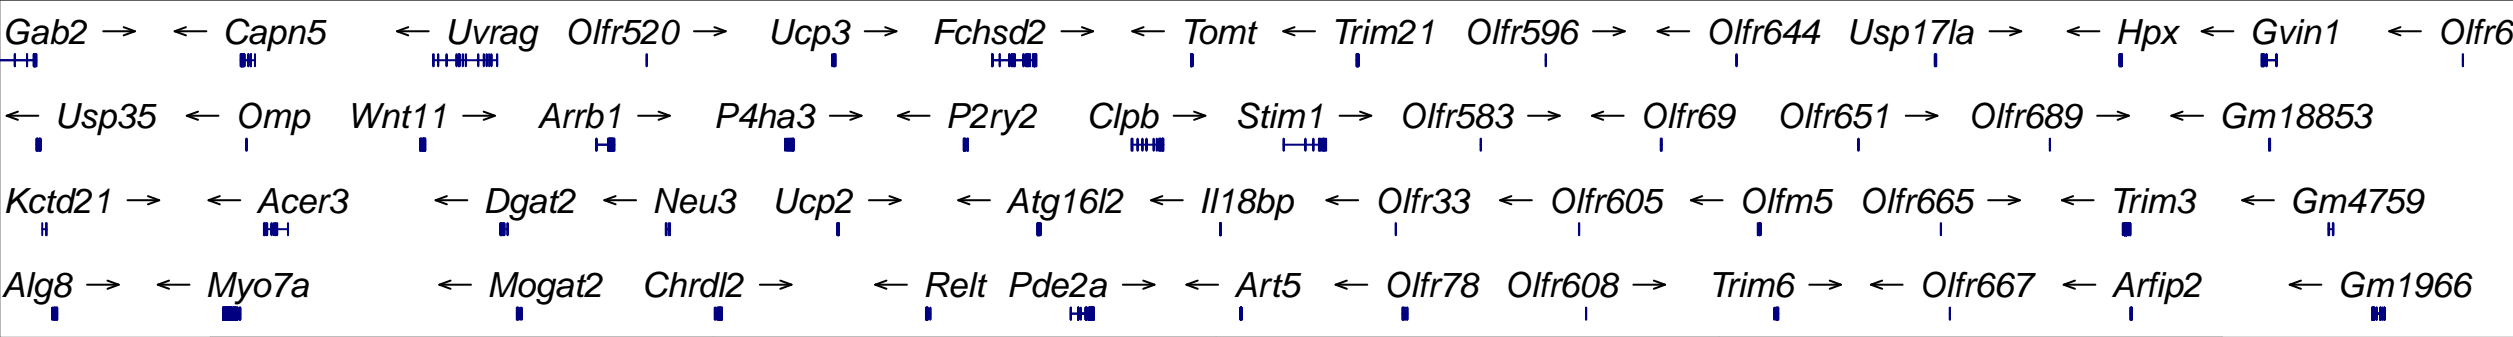 Gab2 → ← Capn5 ← Uvrag Olfr520 → Ucp3 → Fchsd2 → ← Tomt ← Trim21 Olfr596 → ← Olfr644 Usp17la → ← Hpx ← Gvin1 ← Olfr6
← Usp35 ← Omp Wnt11 → Arrb1 → P4ha3 → ← P2ry2 Clpb → Stim1 → Olfr583 → ← Olfr69 Olfr651 → Olfr689 → ← Gm18853
Kctd21 → ← Acer3 ← Dgat2 ← Neu3 Ucp2 → ← Atg16l2 ← Il18bp ← Olfr33 ← Olfr605 ← Olfm5 Olfr665 → ← Trim3 ← Gm4759
Alg8 → ← Myo7a ← Mogat2 Chrdl2 → ← Relt Pde2a → ← Art5 ← Olfr78 Olfr608 → Trim6 → ← Olfr667 ← Arfip2 ← Gm1966